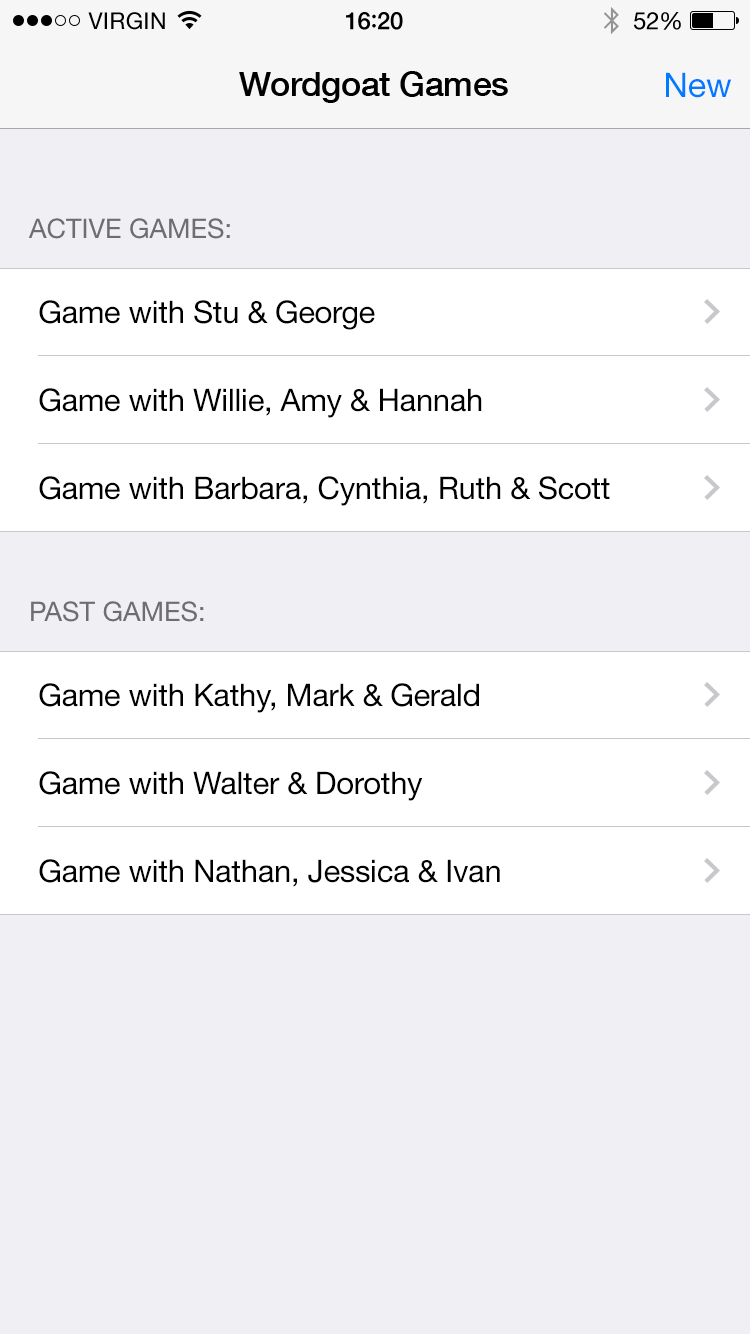 VIRGIN 16:20 52%
Wordgoat Games New
ACTIVE GAMES:
Game with Stu & George
Game with Willie, Amy & Hannah
Game with Barbara, Cynthia, Ruth & Scott
PAST GAMES:
Game with Kathy, Mark & Gerald
Game with Walter & Dorothy
Game with Nathan, Jessica & Ivan